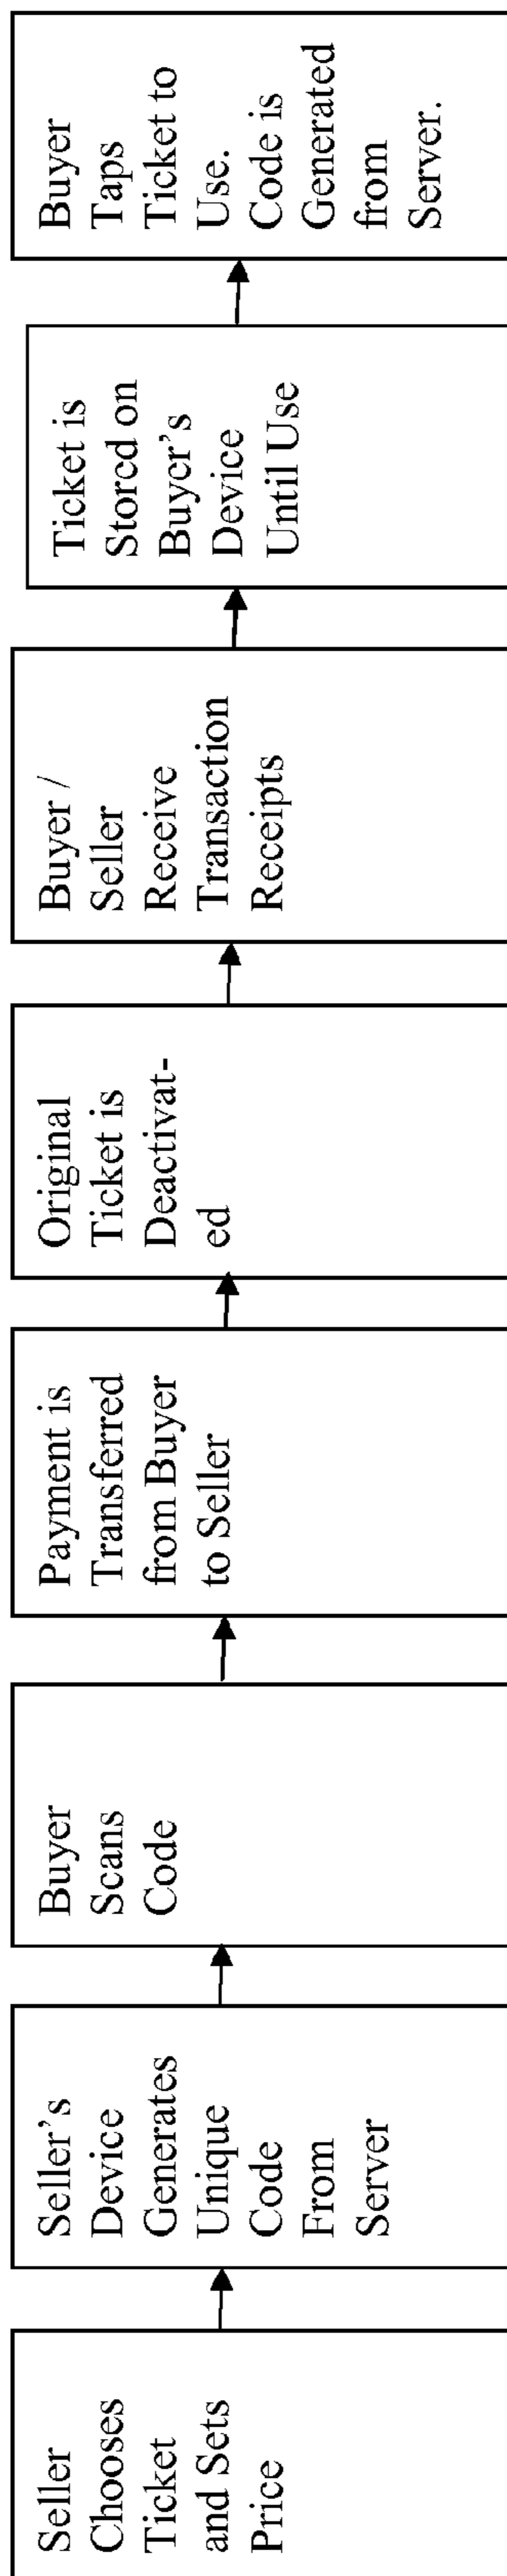 Seller
Chooses
Ticket
and Sets
Price
Seller's
Device
Generates
Unique
Code
From
Server
Buyer
Scans
Code
Payment is
Transferred
from Buyer
to Seller
Original
Ticket is
Deactivat-
ed
Buyer /
Seller
Receive
Transaction
Receipts
Ticket is
Stored on
Buyer's
Device
Until Use
Buyer
Taps
Ticket to
Use.
Code is
Generated
from
Server.